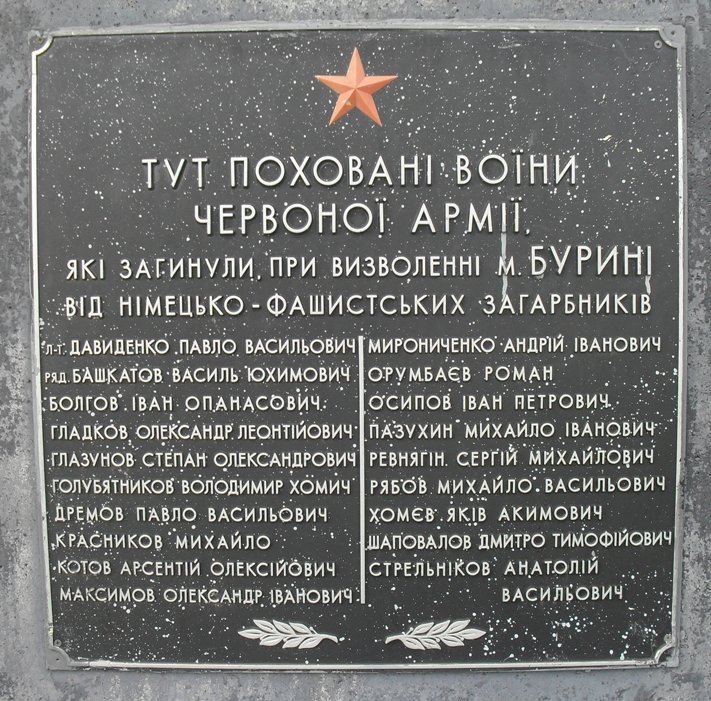 ТУТ ПОХОВАНІ ВОЇНИ
ЧЕРВОНОЇ АРМІЇ,
ЯКІ ЗАГИНУЛИ, ПРИ ВИЗВОЛЕННІ М. БУРИНІ
ВІД НІМЕЦЬКО-ФАШИСТСЬКИХ ЗАГАРБНИКІВ
Л-Т. ДАВИДЕНКО ПАВЛО ВАСИЛЬОВИЧ
РЯД. БАШКАТОВ ВАСИЛЬ ЮХИМОВИЧ
БОЛГОВ ІВАН ОПАНАСОВИЧ
ГЛАДКОВ ОЛЕКСАНДР ЛЕОНТІЙОВИЧ
ГЛАЗУНОВ СТЕПАН ОЛЕКСАНДРОВИЧ
ГОЛУБЯТНИКОВ ВОЛОДИМИР ХОМИЧ
ДРЕМОВ ПАВЛО ВАСИЛЬОВИЧ
КРАСНИКОВ МИХАЙЛО
КОТОВ АРСЕНТІЙ ОЛЕКСІЙОВИЧ
МАКСИМОВ ОЛЕКСАНДР ІВАНОВИЧ
МИРОНИЧЕНКО АНДРІЙ ІВАНОВИЧ
ОРУМБАЄВ РОМАН
ОСИПОВ ІВАН ПЕТРОВИЧ
ПАЗУХИН МИХАЙЛО ІВАНОВИЧ
РЕВНЯГІН СЕРГІЙ МИХАЙЛОВИЧ
РЯБОВ МИХАЙЛО ВАСИЛЬОВИЧ
ХОМЄВ ЯКІВ АКИМОВИЧ
ШАПОВАЛОВ ДМИТРО ТИМОФІЙОВИЧ
СТРЕЛЬНІКОВ АНАТОЛІЙ
ВАСИЛЬОВИЧ